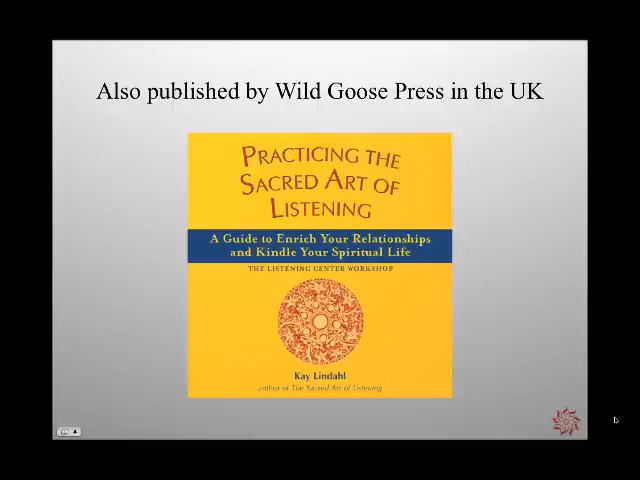 Also published by Wild Goose Press in the UK
PRACTICING THE
SACRED ART OF
LISTENING
A Guide to Enrich Your Relationships
and Kindle Your Spiritual Life
THE LISTENING CENTER WORKSHOP
Kay Lindahl
author of The Sacred Art of Listening